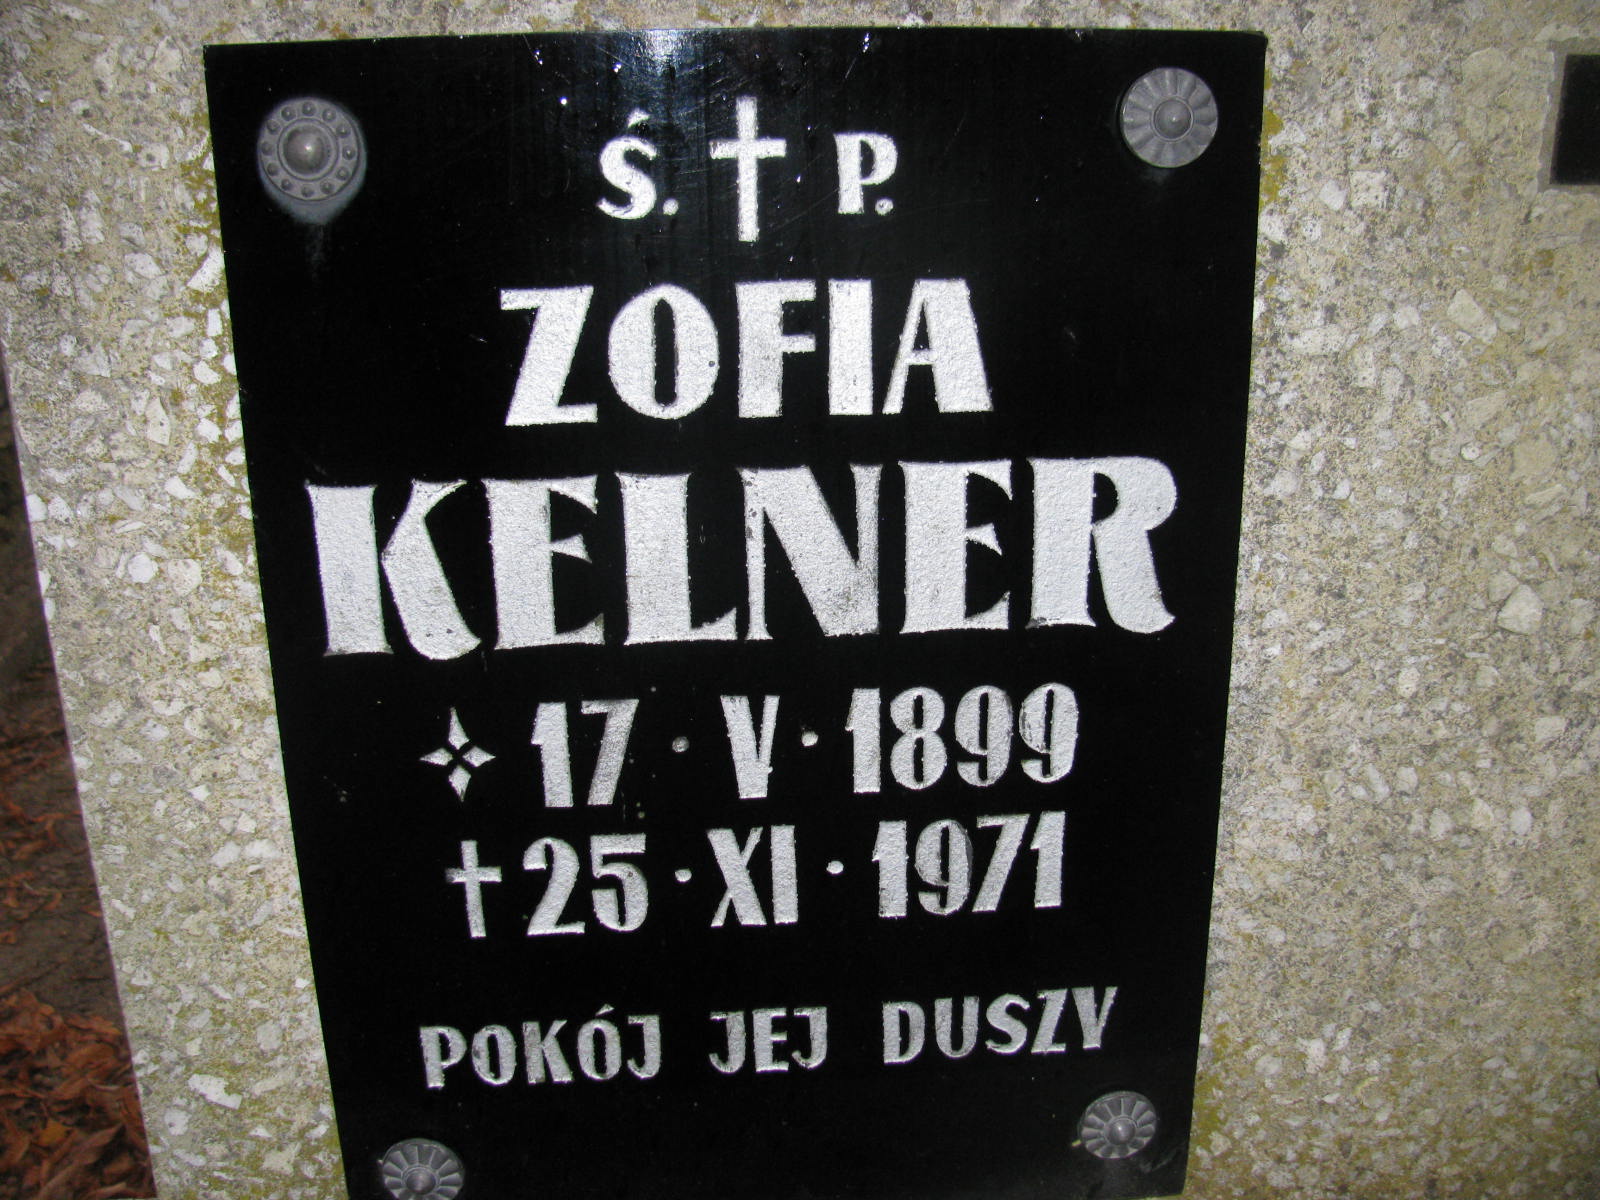 Ś. † P.
ZOFIA
KELNER
✧ 17 · V · 1899
† 25 · XI · 1971
POKÓJ JEJ DUSZY